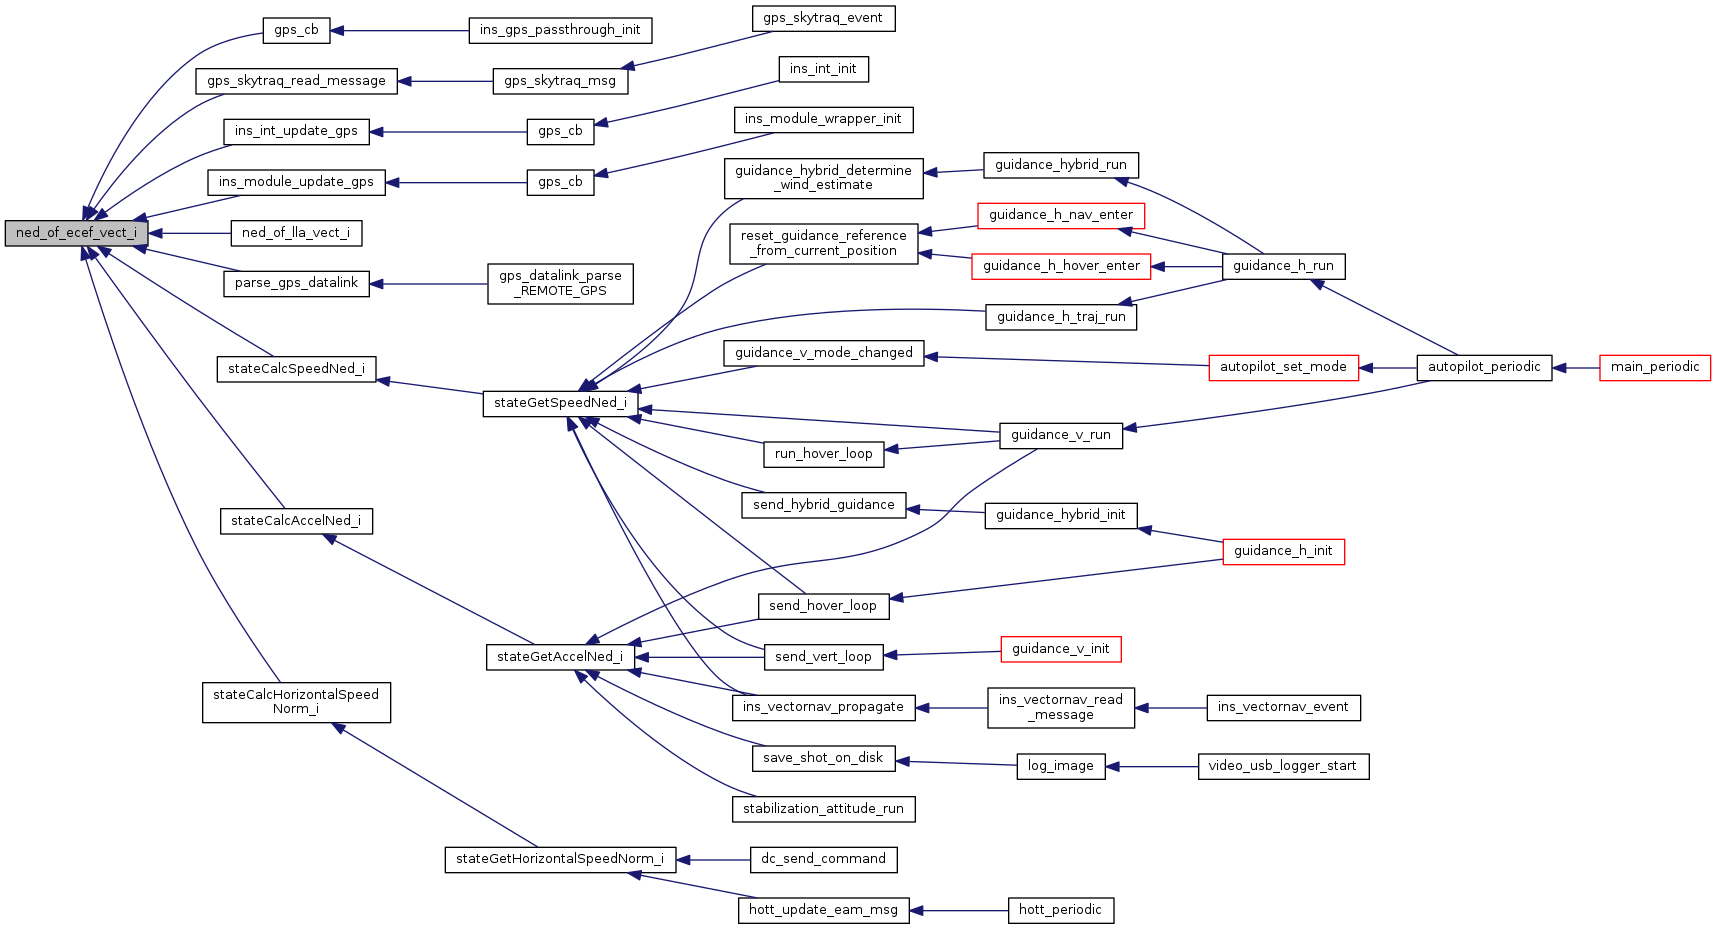 gps_skytraq_event
gps_cb
ins_gps_passthrough_init
ins_int_init
gps_skytraq_read_message
gps_skytraq_msg
ins_module_wrapper_init
ins_int_update_gps
gps_cb
guidance_hybrid_determine
_wind_estimate
guidance_hybrid_run
ins_module_update_gps
gps_cb
guidance_h_nav_enter
ned_of_ecef_vect_i
ned_of_lla_vect_i
reset_guidance_reference
_from_current_position
guidance_h_hover_enter
guidance_h_run
parse_gps_datalink
gps_datalink_parse
_REMOTE_GPS
guidance_h_traj_run
guidance_v_mode_changed
stateCalcSpeedNed_i
autopilot_set_mode
autopilot_periodic
main_periodic
stateGetSpeedNed_i
guidance_v_run
run_hover_loop
send_hybrid_guidance
guidance_hybrid_init
stateCalcAccelNed_i
guidance_h_init
send_hover_loop
stateGetAccelNed_i
send_vert_loop
guidance_v_init
stateCalcHorizontalSpeed
Norm_i
ins_vectornav_propagate
ins_vectornav_read
_message
ins_vectornav_event
save_shot_on_disk
log_image
video_usb_logger_start
stabilization_attitude_run
stateGetHorizontalSpeedNorm_i
dc_send_command
hott_update_eam_msg
hott_periodic